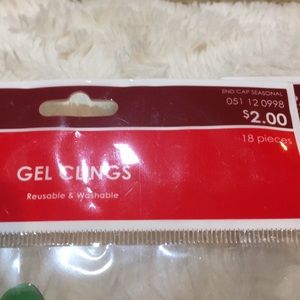 END CAP SEASONAL
051 12 0998
$2.00
18 pieces
GEL CLINGS
Reusable & Washable